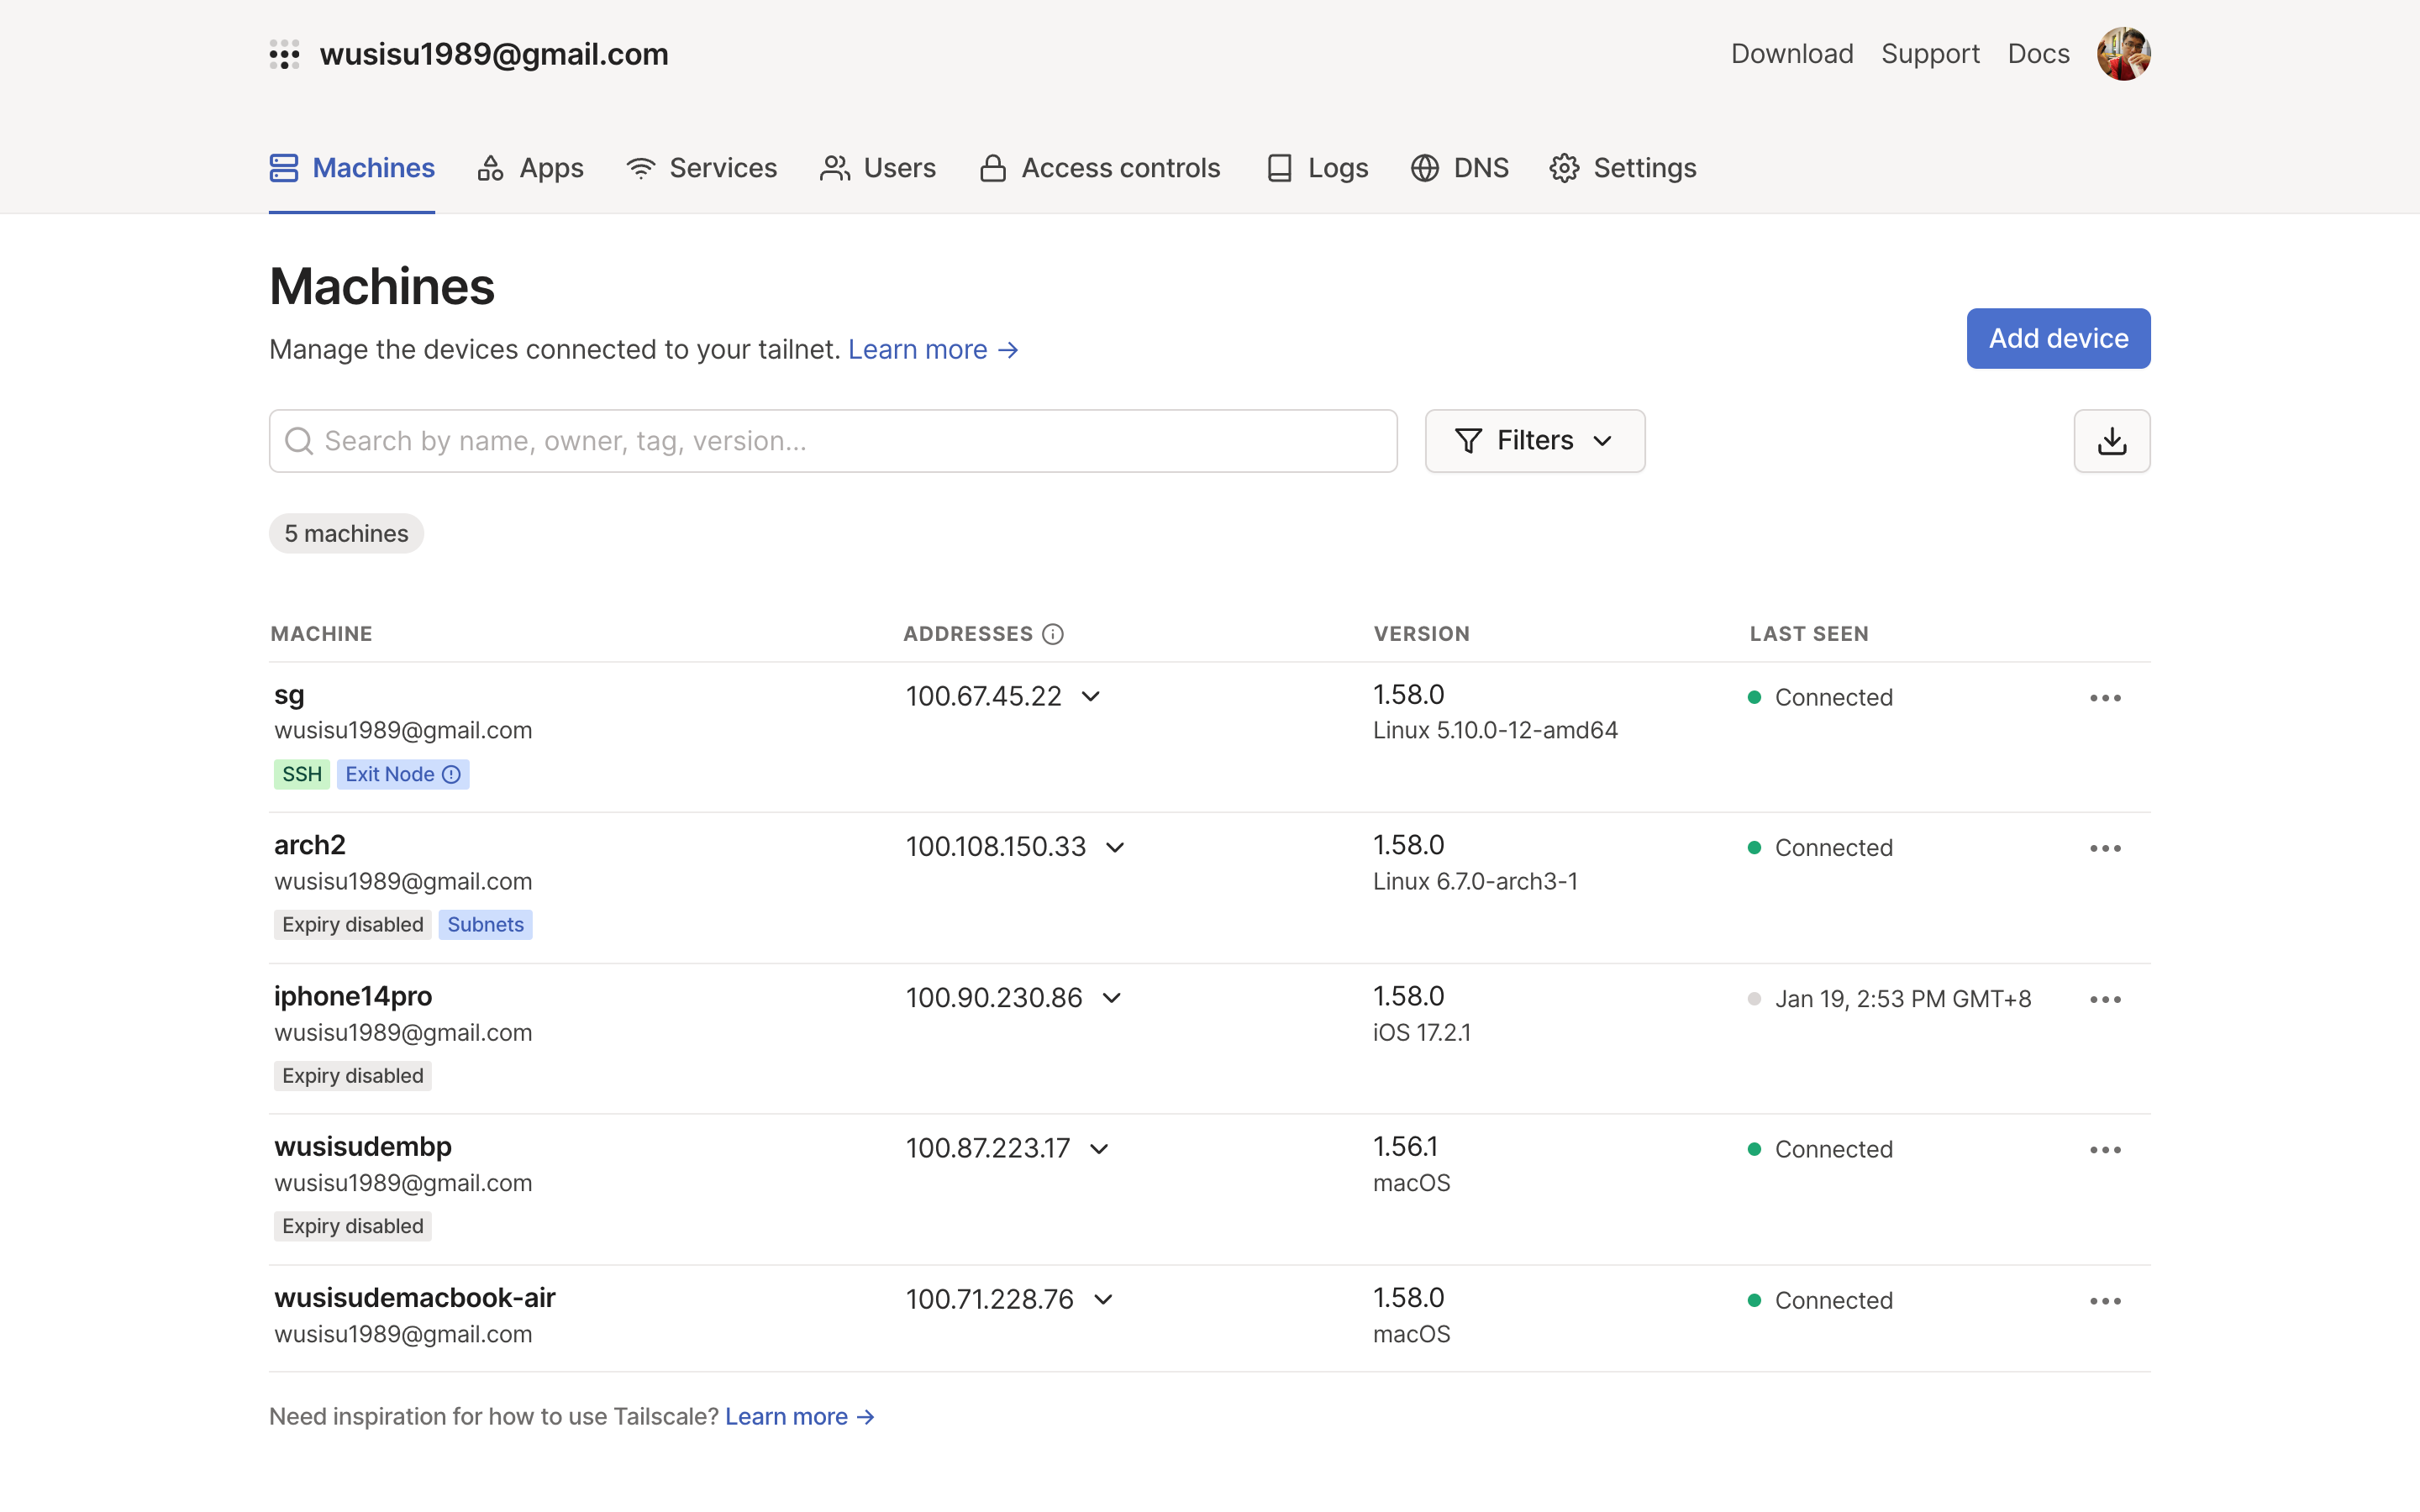 wusisu1989@gmail.com
Download Support Docs
Machines Apps Services Users Access controls Logs DNS Settings
Machines
Manage the devices connected to your tailnet. Learn more →
Add device
Search by name, owner, tag, version...
Filters
5 machines
MACHINE ADDRESSES VERSION LAST SEEN
sg 100.67.45.22 1.58.0 Connected
wusisu1989@gmail.com Linux 5.10.0-12-amd64
SSH Exit Node
arch2 100.108.150.33 1.58.0 Connected
wusisu1989@gmail.com Linux 6.7.0-arch3-1
Expiry disabled Subnets
iphone14pro 100.90.230.86 1.58.0 Jan 19, 2:53 PM GMT+8
wusisu1989@gmail.com iOS 17.2.1
Expiry disabled
wusisudembp 100.87.223.17 1.56.1 Connected
wusisu1989@gmail.com macOS
Expiry disabled
wusisudemacbook-air 100.71.228.76 1.58.0 Connected
wusisu1989@gmail.com macOS
Need inspiration for how to use Tailscale? Learn more →